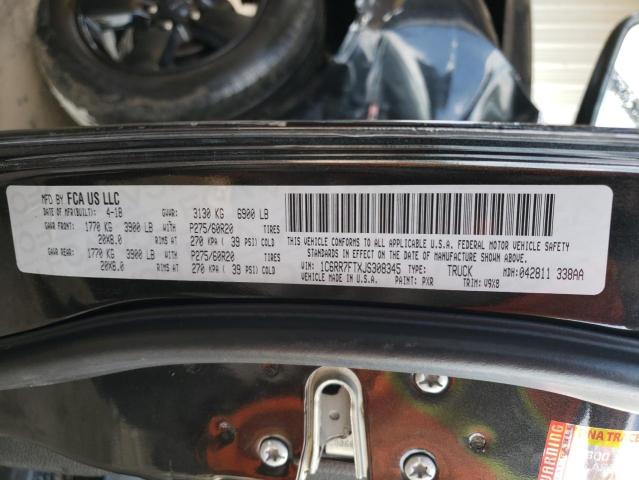 MFD BY FCA US LLC
DATE OF MFR(BUILT): 4-18 GVWR: 3130 KG 6900 LB
GAWR FRONT: 1770 KG 3900 LB WITH P275/60R20 TIRES
20X8.0 RIMS AT 270 KPA ( 39 PSI) COLD
GAWR REAR: 1770 KG 3900 LB WITH P275/60R20 TIRES
20X8.0 RIMS AT 270 KPA ( 39 PSI) COLD
THIS VEHICLE CONFORMS TO ALL APPLICABLE U.S.A. FEDERAL MOTOR VEHICLE SAFETY
STANDARDS IN EFFECT ON THE DATE OF MANUFACTURE SHOWN ABOVE.
VIN: 1C6RR7FTXJS308345 TYPE: TRUCK MDH: 042811 338AA
VEHICLE MADE IN U.S.A. PAINT: PXR TRIM: V9X8
WARNING